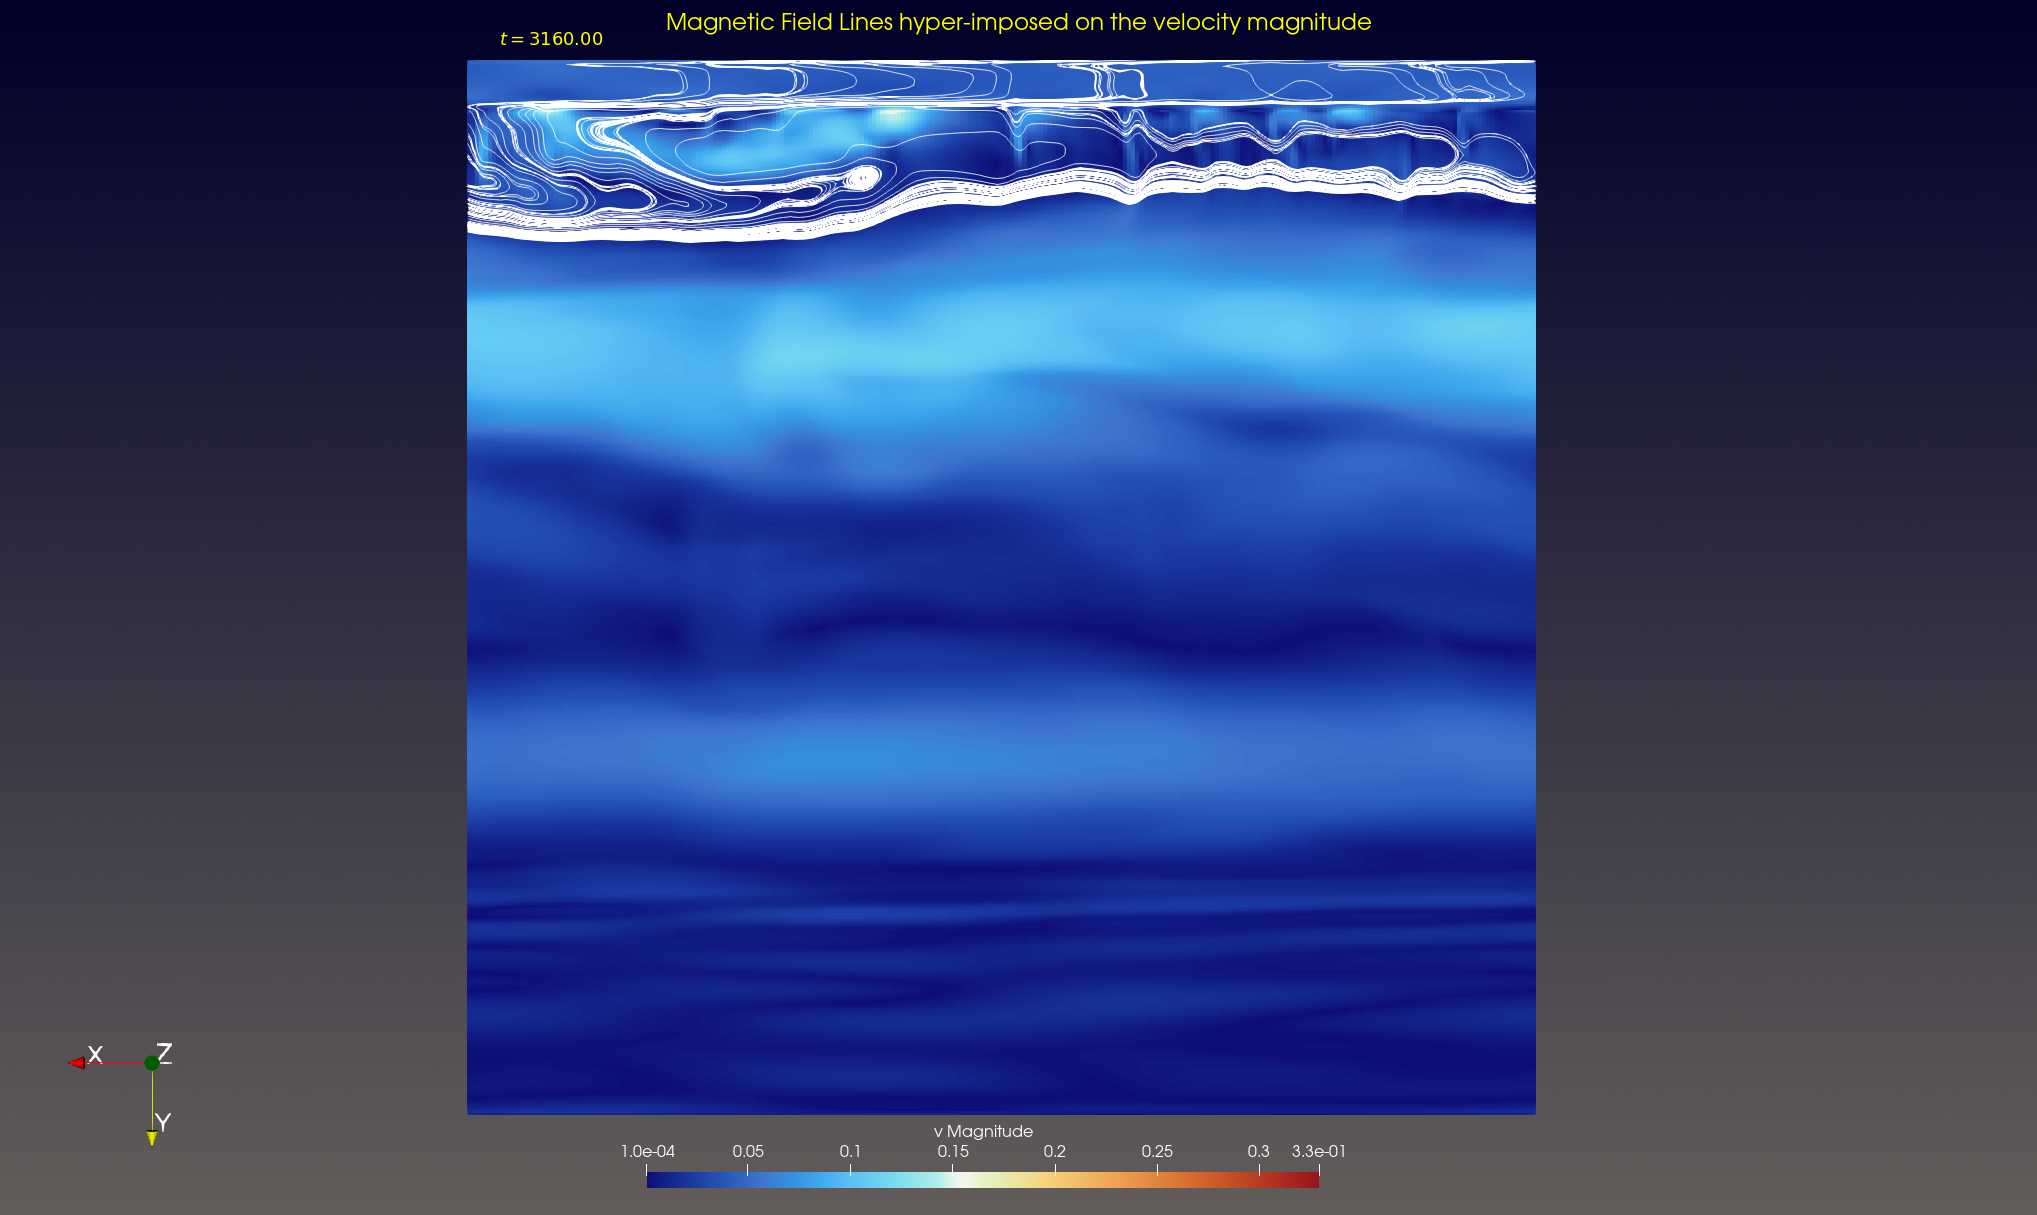 Magnetic Field Lines hyper-imposed on the velocity magnitude
t = 3160.00
X Z
Y
v Magnitude
1.0e-04 0.05 0.1 0.15 0.2 0.25 0.3 3.3e-01